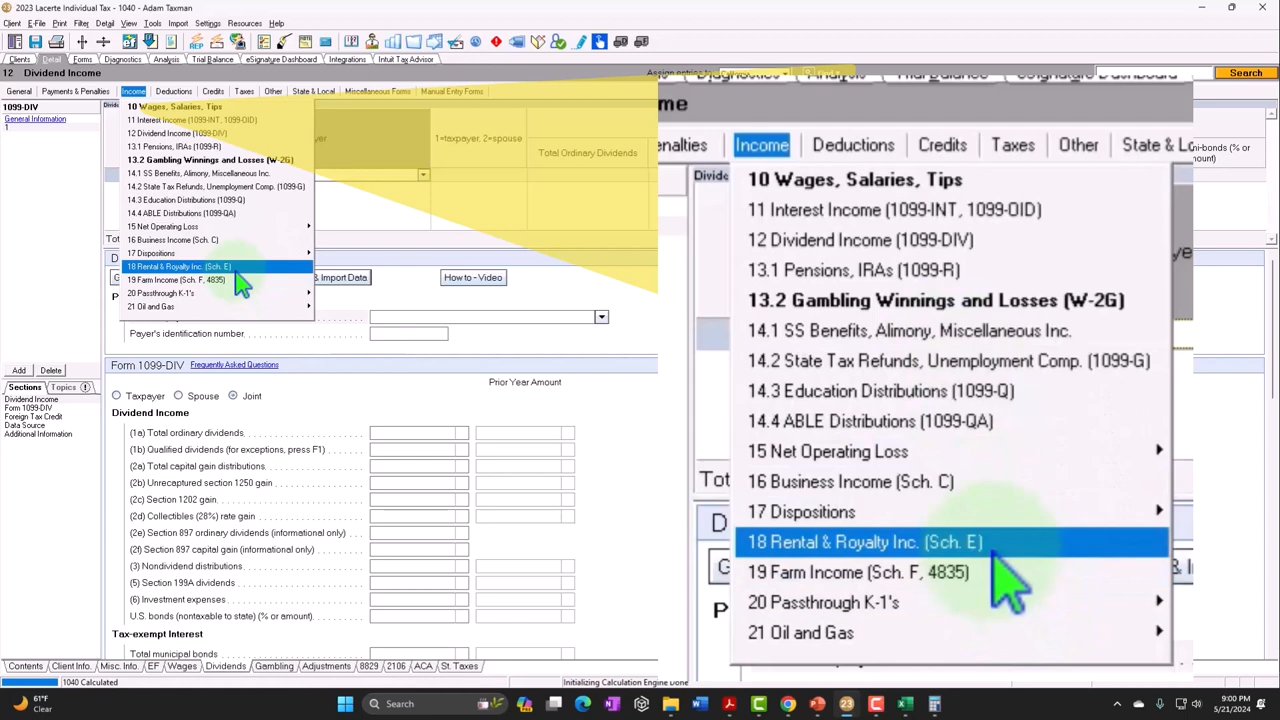 2023 Lacerte Individual Tax - 1040 - Adam Taxman
Client E-File Print Filter Detail View Tools Import Settings Resources Help
Clients Detail Forms Diagnostics Analysis Trial Balance eSignature Dashboard Integrations Intuit Tax Advisor
12 Dividend Income
Search
General Payments & Penalties Income Deductions Credits Taxes Other State & Local Miscellaneous Forms Manual Entry Forms
1099-DIV
General Information
1
10 Wages, Salaries, Tips
11 Interest Income (1099-INT, 1099-OID)
12 Dividend Income (1099-DIV)
13.1 Pensions, IRAs (1099-R)
13.2 Gambling Winnings and Losses (W-2G)
14.1 SS Benefits, Alimony, Miscellaneous Inc.
14.2 State Tax Refunds, Unemployment Comp. (1099-G)
14.3 Education Distributions (1099-Q)
14.4 ABLE Distributions (1099-QA)
15 Net Operating Loss
16 Business Income (Sch. C)
17 Dispositions
18 Rental & Royalty Inc. (Sch. E)
19 Farm Income (Sch. F, 4835)
20 Passthrough K-1's
21 Oil and Gas
1=taxpayer, 2=spouse
Total Ordinary Dividends
& Import Data
How to - Video
Payer's identification number
Form 1099-DIV Frequently Asked Questions
Prior Year Amount
Taxpayer Spouse Joint
Dividend Income
(1a) Total ordinary dividends
(1b) Qualified dividends (for exceptions, press F1)
(2a) Total capital gain distributions
(2b) Unrecaptured section 1250 gain
(2c) Section 1202 gain
(2d) Collectibles (28%) rate gain
(2e) Section 897 ordinary dividends (informational only)
(2f) Section 897 capital gain (informational only)
(3) Nondividend distributions
(5) Section 199A dividends
(6) Investment expenses
U.S. bonds (nontaxable to state) (% or amount)
Tax-exempt Interest
Total municipal bonds
Add Delete
Sections Topics
Dividend Income
Form 1099-DIV
Foreign Tax Credit
Data Source
Additional Information
Contents Client Info. Misc. Info. EF Wages Dividends Gambling Adjustments 8829 2106 ACA St. Taxes
1040 Calculated
Initializing Calculation Engine Done
me
enalties Income Deductions Credits Taxes Other State & L
10 Wages, Salaries, Tips
11 Interest Income (1099-INT, 1099-OID)
12 Dividend Income (1099-DIV)
13.1 Pensions, IRAs (1099-R)
13.2 Gambling Winnings and Losses (W-2G)
14.1 SS Benefits, Alimony, Miscellaneous Inc.
14.2 State Tax Refunds, Unemployment Comp. (1099-G)
14.3 Education Distributions (1099-Q)
14.4 ABLE Distributions (1099-QA)
15 Net Operating Loss
16 Business Income (Sch. C)
17 Dispositions
18 Rental & Royalty Inc. (Sch. E)
19 Farm Income (Sch. F, 4835)
20 Passthrough K-1's
21 Oil and Gas
61°F
Clear
Search
9:00 PM
5/21/2024